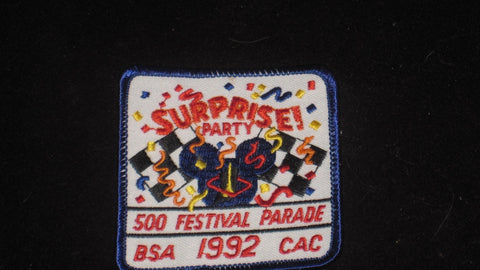 SURPRISE!
PARTY
500 FESTIVAL PARADE
BSA 1992 CAC